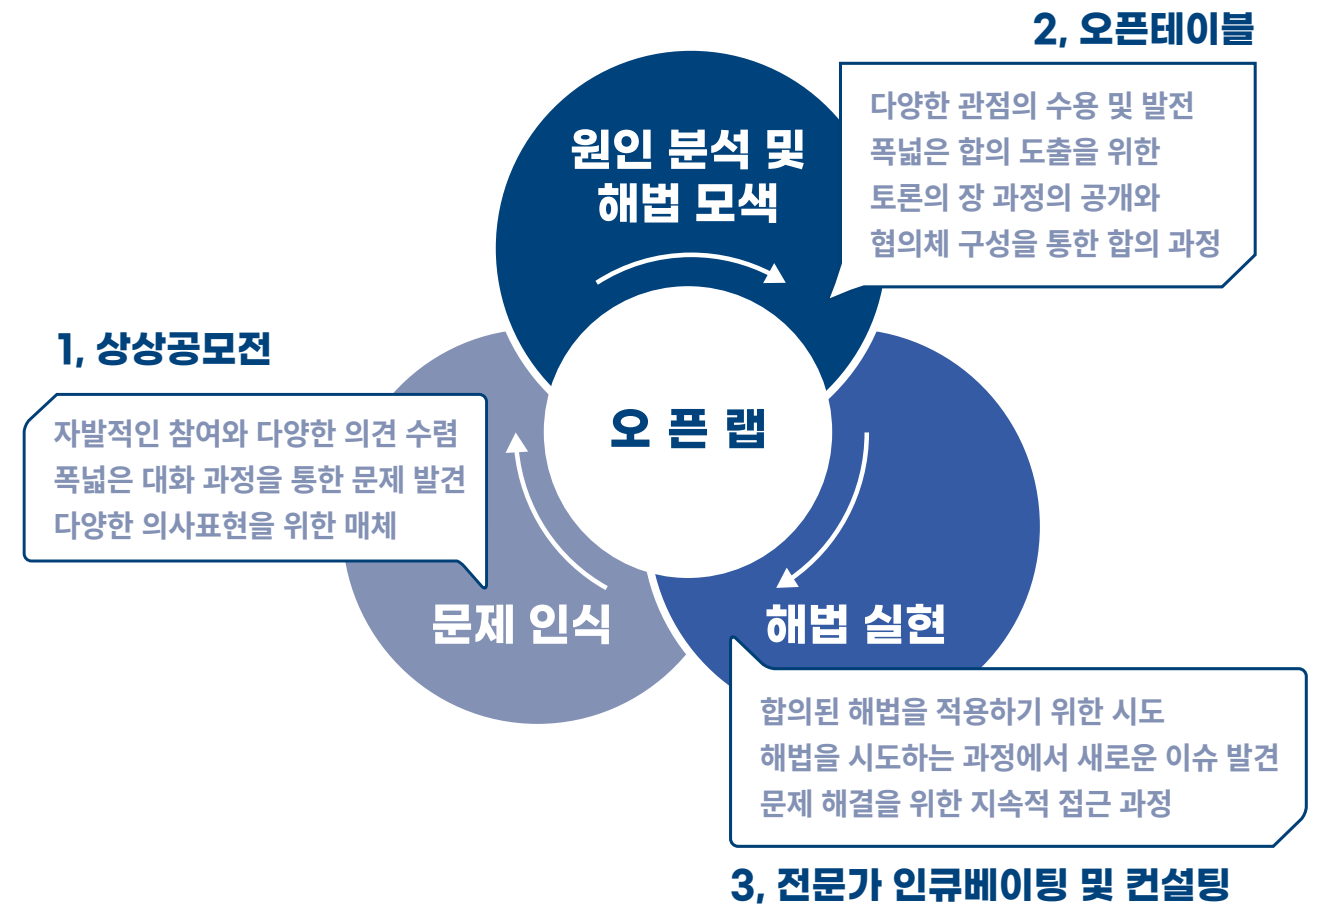 2, 오픈테이블
다양한 관점의 수용 및 발전
폭넓은 합의 도출을 위한
토론의 장 과정의 공개와
협의체 구성을 통한 합의 과정
원인 분석 및
해법 모색
1, 상상공모전
자발적인 참여와 다양한 의견 수렴
폭넓은 대화 과정을 통한 문제 발견
다양한 의사표현을 위한 매체
오픈랩
문제 인식
해법 실현
합의된 해법을 적용하기 위한 시도
해법을 시도하는 과정에서 새로운 이슈 발견
문제 해결을 위한 지속적 접근 과정
3, 전문가 인큐베이팅 및 컨설팅